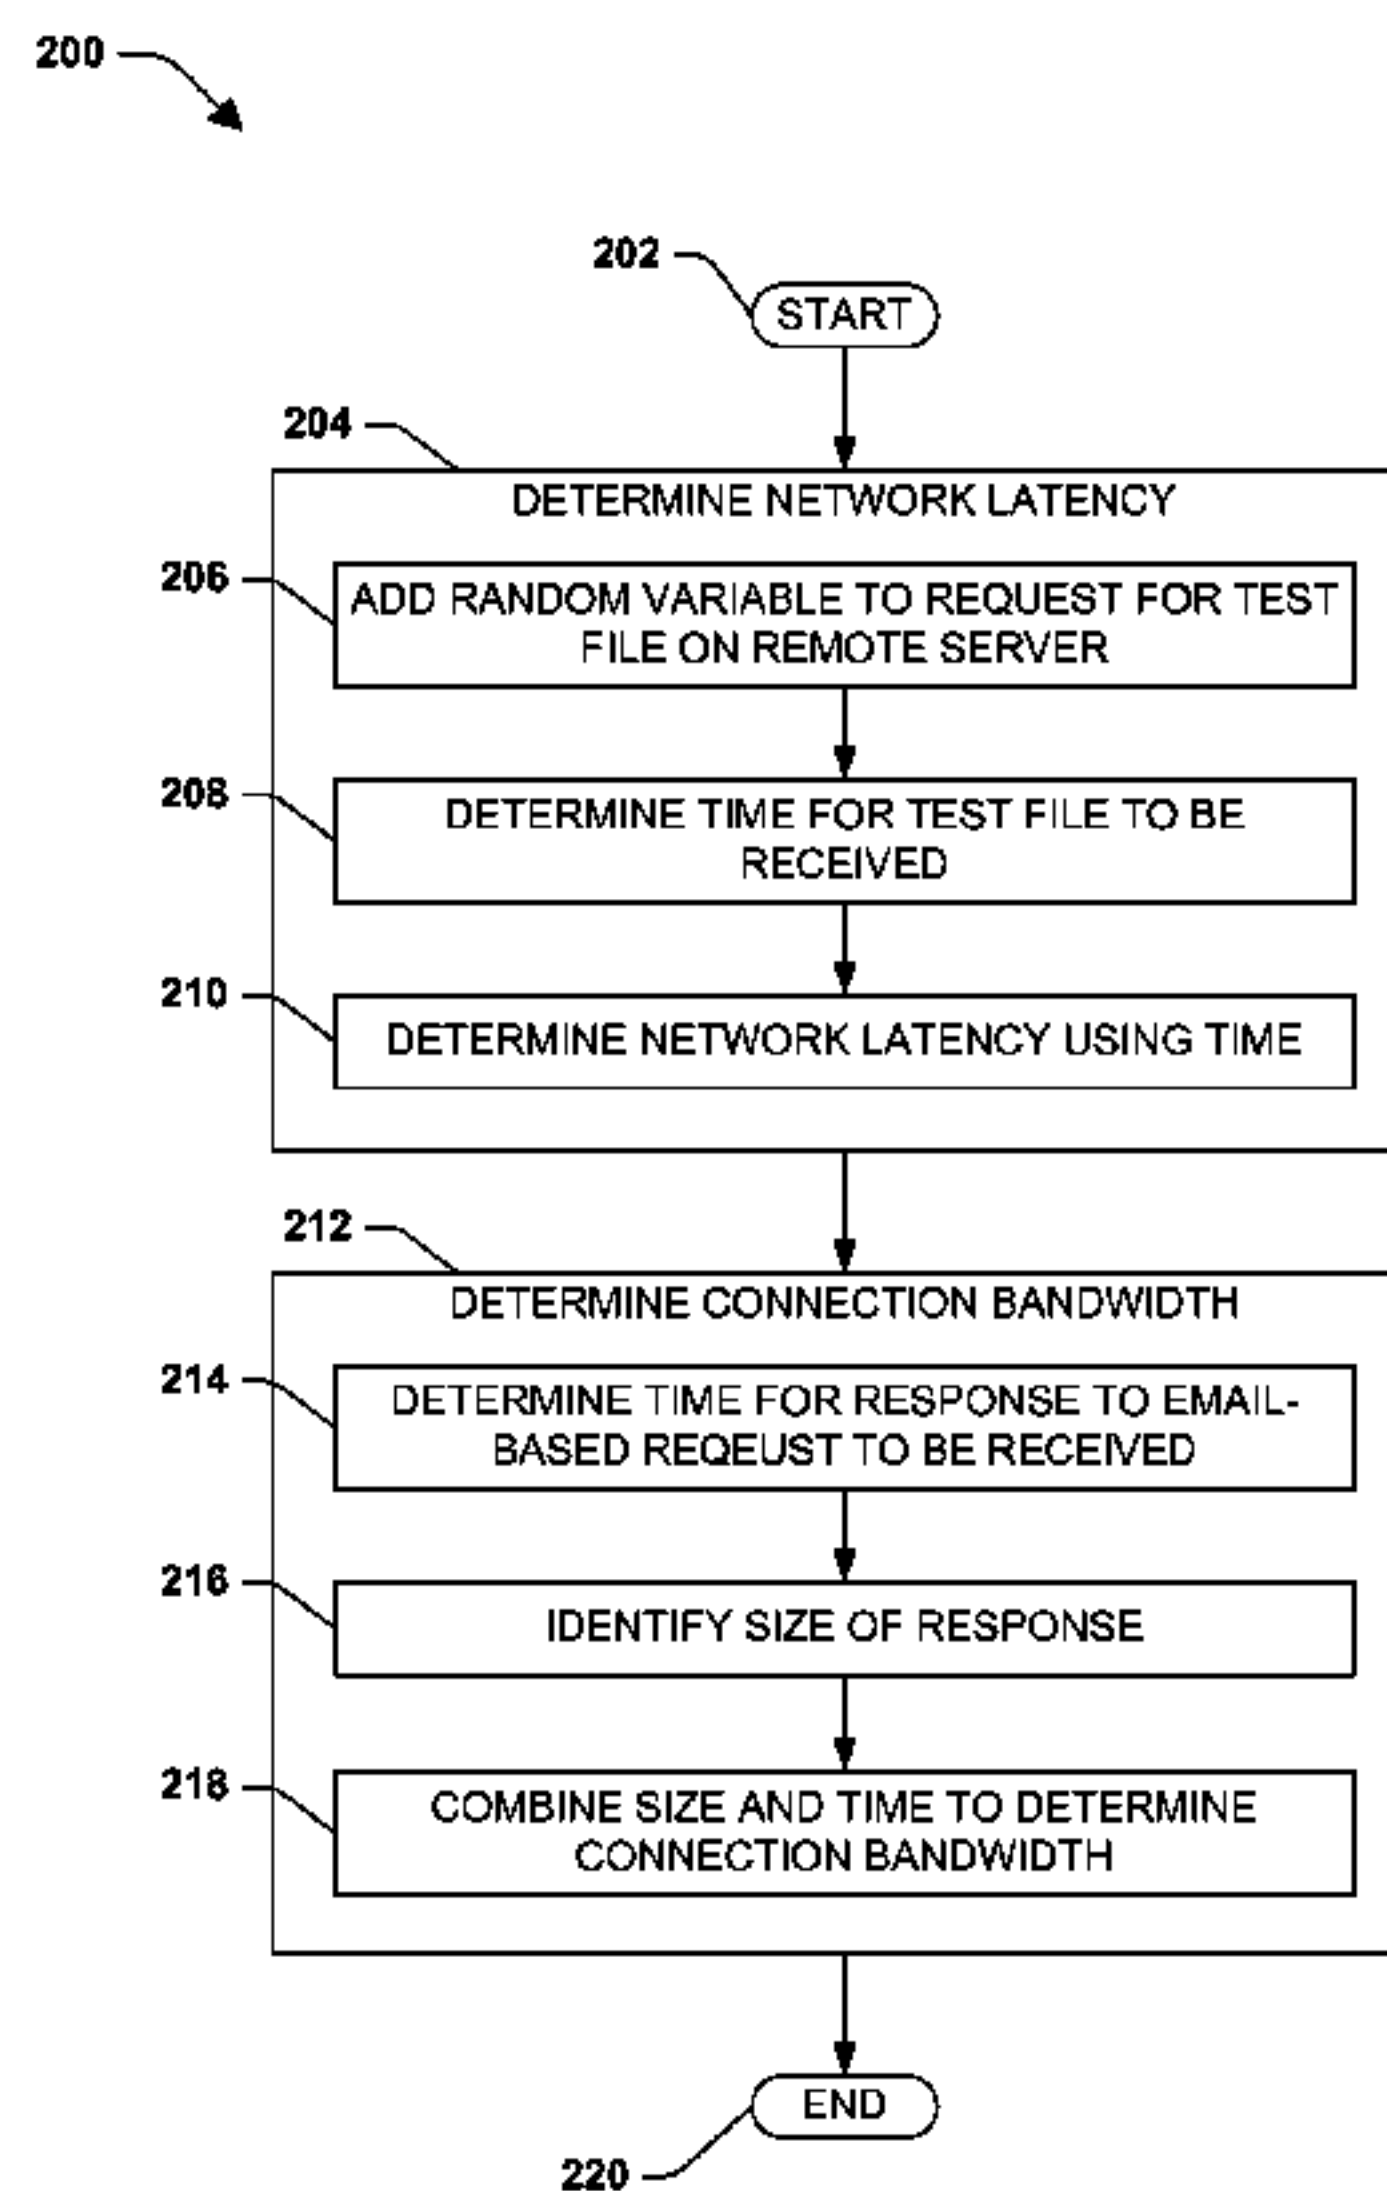 200
202
START
204
DETERMINE NETWORK LATENCY
206
ADD RANDOM VARIABLE TO REQUEST FOR TEST
FILE ON REMOTE SERVER
208
DETERMINE TIME FOR TEST FILE TO BE
RECEIVED
210
DETERMINE NETWORK LATENCY USING TIME
212
DETERMINE CONNECTION BANDWIDTH
214
DETERMINE TIME FOR RESPONSE TO EMAIL-
BASED REQEUST TO BE RECEIVED
216
IDENTIFY SIZE OF RESPONSE
218
COMBINE SIZE AND TIME TO DETERMINE
CONNECTION BANDWIDTH
END
220